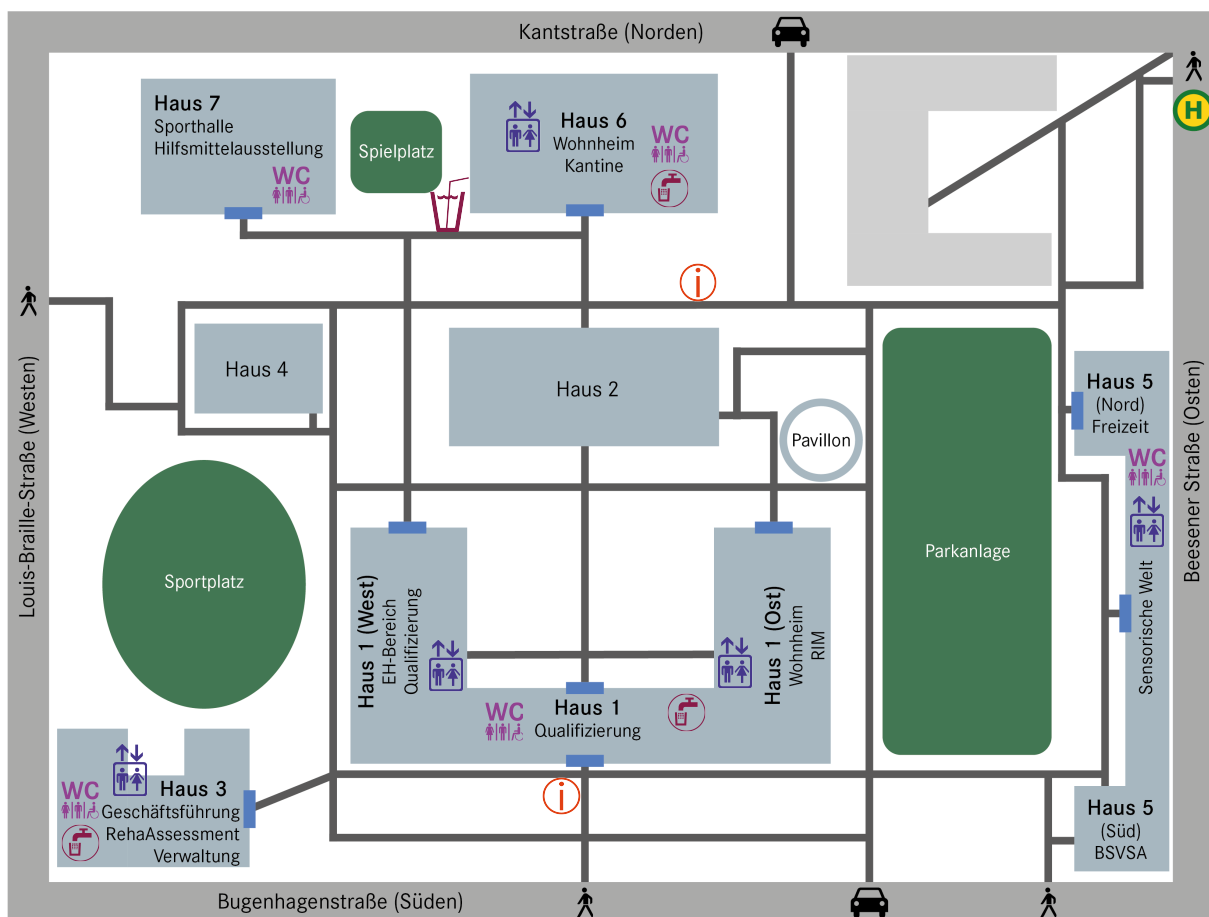 Kantstraße (Norden)
Haus 7
Sporthalle
Hilfsmittelausstellung
WC
Spielplatz
Haus 6
Wohnheim
Kantine
WC
H
i
Louis-Braille-Straße (Westen)
Haus 4
Haus 2
Pavillon
Haus 5
(Nord)
Freizeit
WC
Beesener Straße (Osten)
Sportplatz
Parkanlage
Sensorische Welt
Haus 1 (West)
EH-Bereich
Qualifizierung
Haus 1 (Ost)
Wohnheim
RIM
WC
Haus 1
Qualifizierung
WC
Haus 3
Geschäftsführung
RehaAssessment
Verwaltung
i
Haus 5
(Süd)
BSVSA
Bugenhagenstraße (Süden)